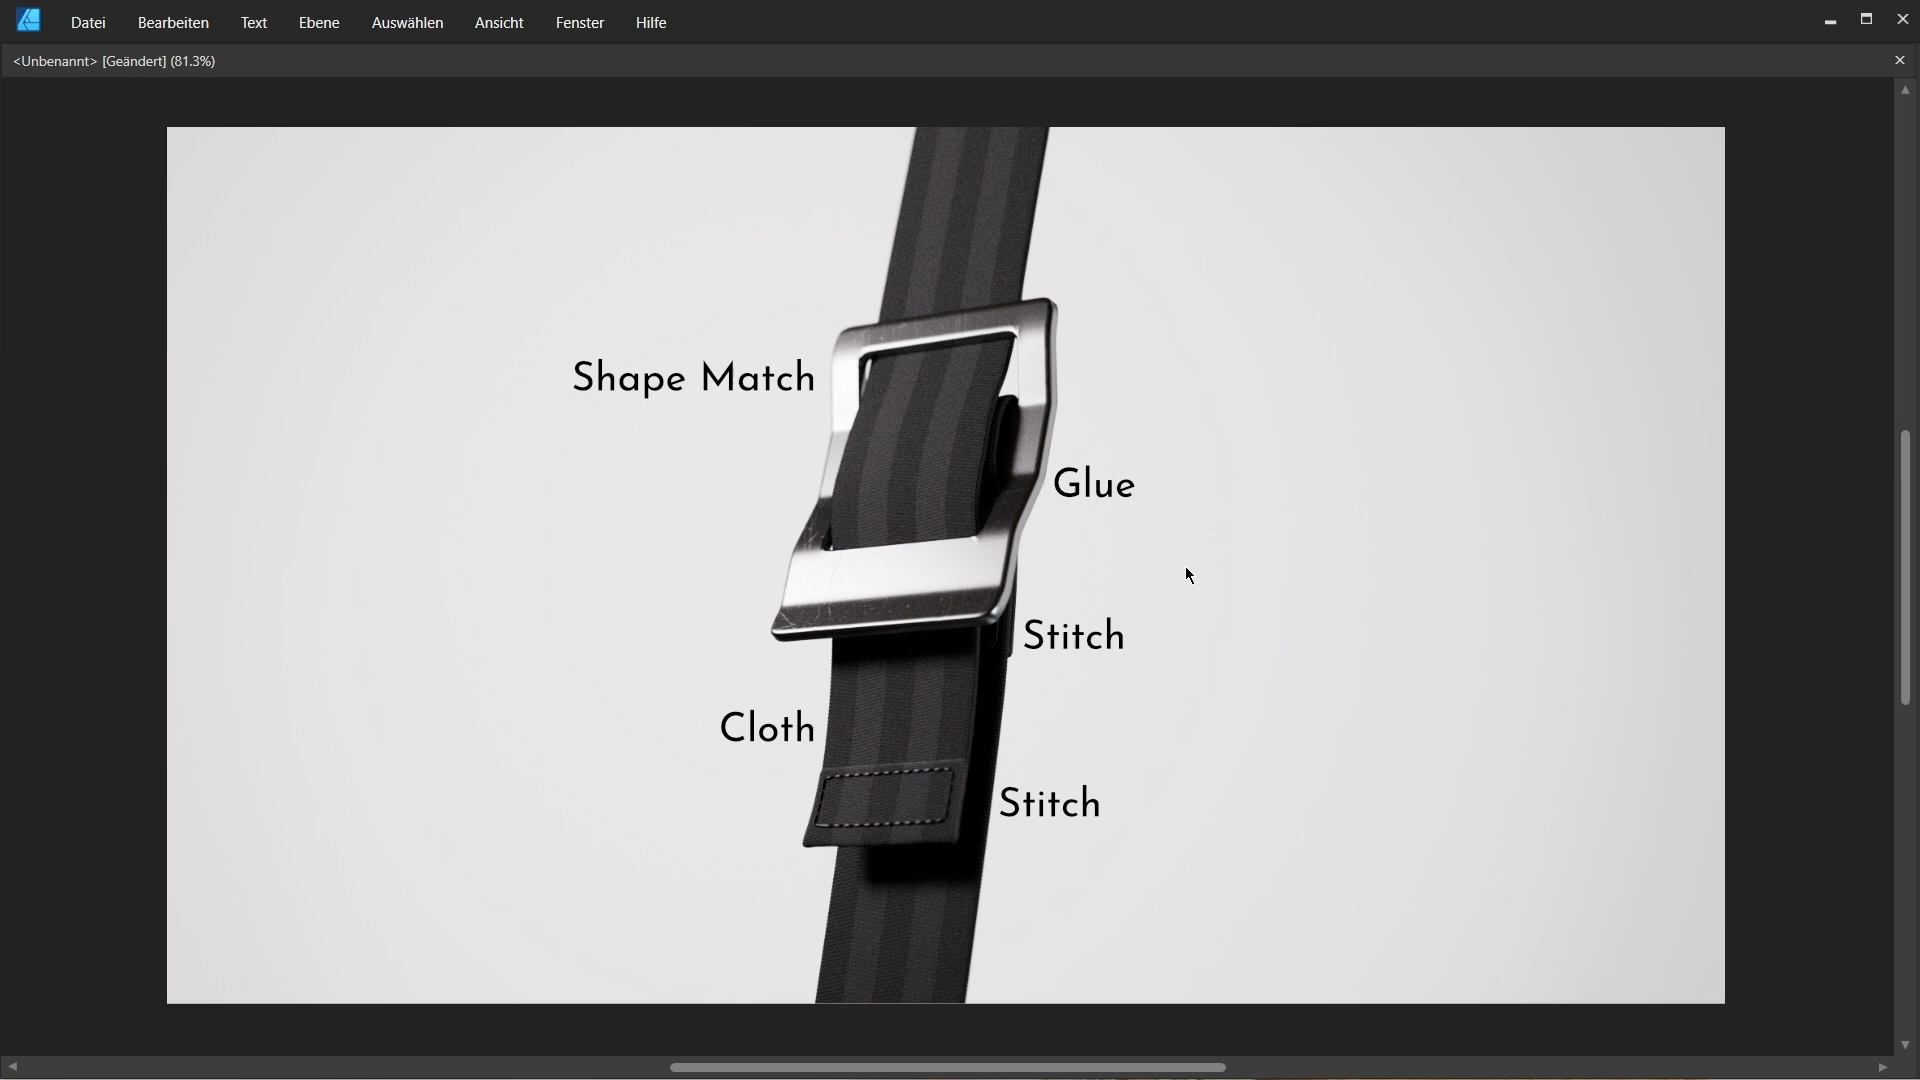 Datei Bearbeiten Text Ebene Auswählen Ansicht Fenster Hilfe
<Unbenannt> [Geändert] (81.3%)
Shape Match
Glue
Stitch
Cloth
Stitch